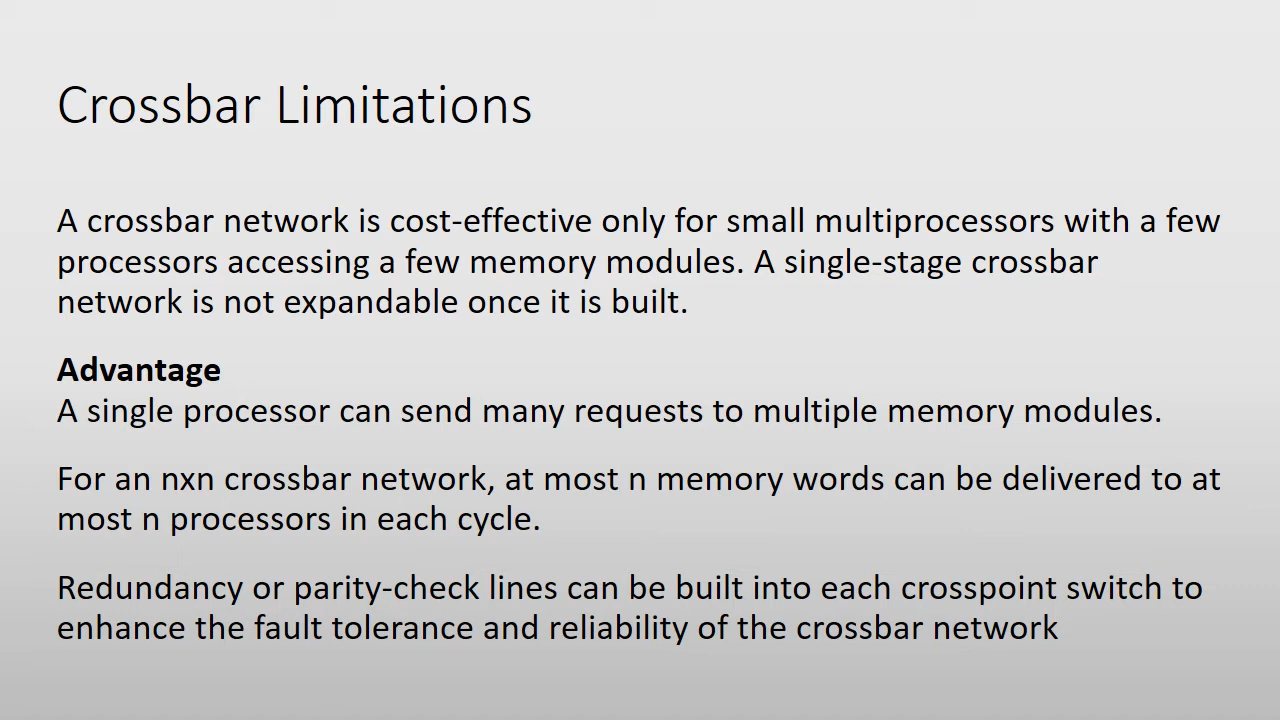 Crossbar Limitations
A crossbar network is cost-effective only for small multiprocessors with a few
processors accessing a few memory modules. A single-stage crossbar
network is not expandable once it is built.
Advantage
A single processor can send many requests to multiple memory modules.
For an nxn crossbar network, at most n memory words can be delivered to at
most n processors in each cycle.
Redundancy or parity-check lines can be built into each crosspoint switch to
enhance the fault tolerance and reliability of the crossbar network